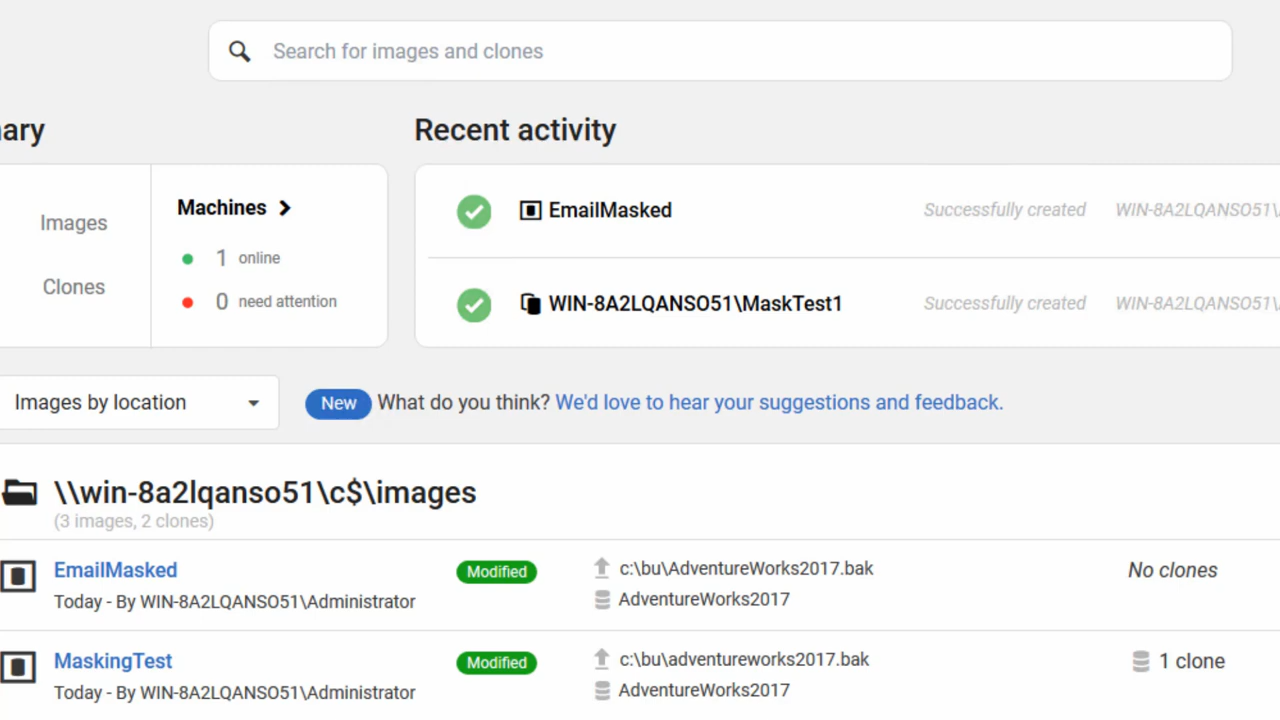 Search for images and clones
ary
Recent activity
Images
Clones
Machines
1 online
0 need attention
EmailMasked Successfully created WIN-8A2LQANSO51\
WIN-8A2LQANSO51\MaskTest1 Successfully created WIN-8A2LQANSO51\
Images by location
New What do you think? We'd love to hear your suggestions and feedback.
\\win-8a2lqanso51\c$\images
(3 images, 2 clones)
EmailMasked Modified c:\bu\AdventureWorks2017.bak No clones
Today - By WIN-8A2LQANSO51\Administrator AdventureWorks2017
MaskingTest Modified c:\bu\adventureworks2017.bak 1 clone
Today - By WIN-8A2LQANSO51\Administrator AdventureWorks2017